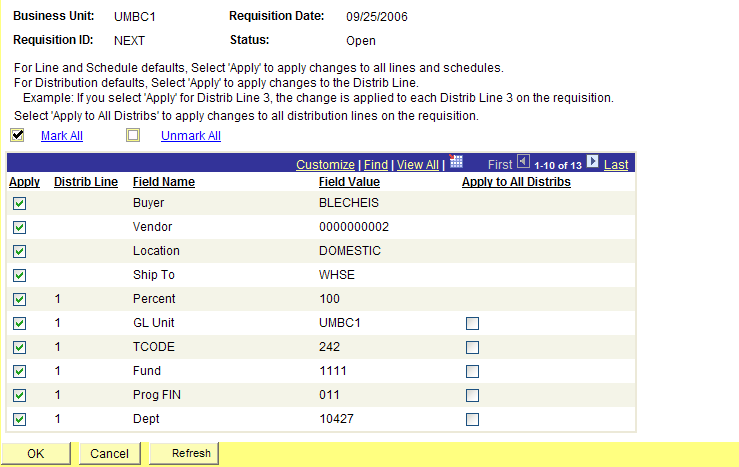 Business Unit: UMBC1 Requisition Date: 09/25/2006
Requisition ID: NEXT Status: Open
For Line and Schedule defaults, Select 'Apply' to apply changes to all lines and schedules.
For Distribution defaults, Select 'Apply' to apply changes to the Distrib Line.
Example: If you select 'Apply' for Distrib Line 3, the change is applied to each Distrib Line 3 on the requisition.
Select 'Apply to All Distribs' to apply changes to all distribution lines on the requisition.
Mark All Unmark All
Customize | Find | View All | First 1-10 of 13 Last
Apply Distrib Line Field Name Field Value Apply to All Distribs
Buyer BLECHEIS
Vendor 0000000002
Location DOMESTIC
Ship To WHSE
1 Percent 100
1 GL Unit UMBC1
1 TCODE 242
1 Fund 1111
1 Prog FIN 011
1 Dept 10427
OK Cancel Refresh